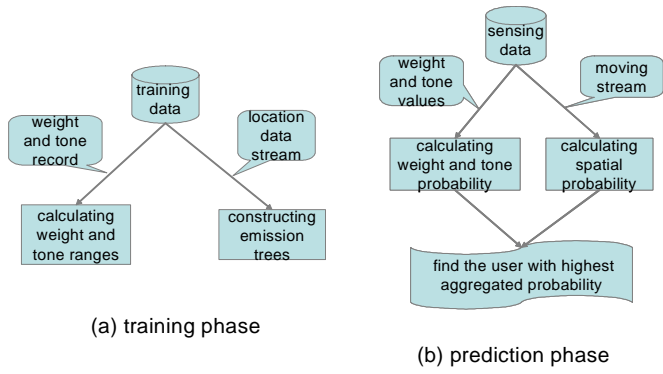 training
data
weight
and tone
record
location
data
stream
calculating
weight and
tone ranges
constructing
emission
trees
(a) training phase
sensing
data
weight
and tone
values
moving
stream
calculating
weight and tone
probability
calculating
spatial
probability
find the user with highest
aggregated probability
(b) prediction phase